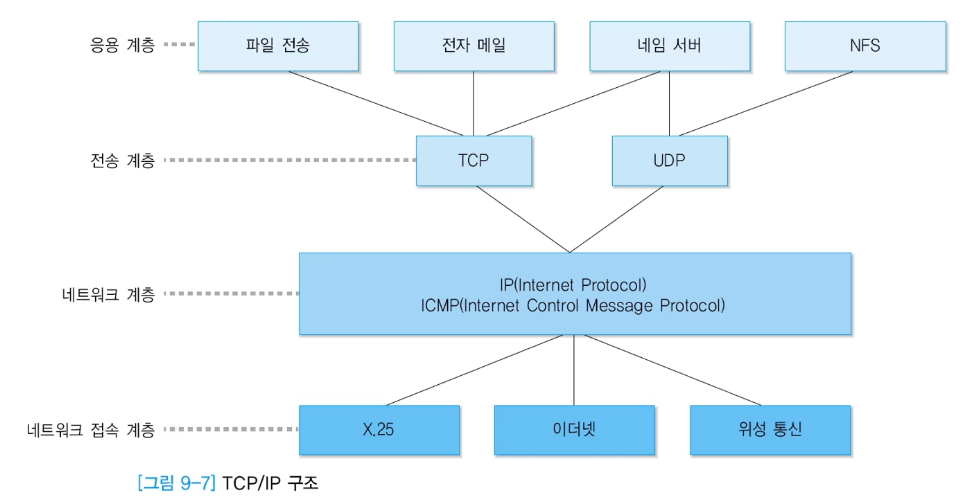 응용 계층
파일 전송
전자 메일
네임 서버
NFS
전송 계층
TCP
UDP
네트워크 계층
IP(Internet Protocol)
ICMP(Internet Control Message Protocol)
네트워크 접속 계층
X.25
이더넷
위성 통신
[그림 9-7] TCP/IP 구조